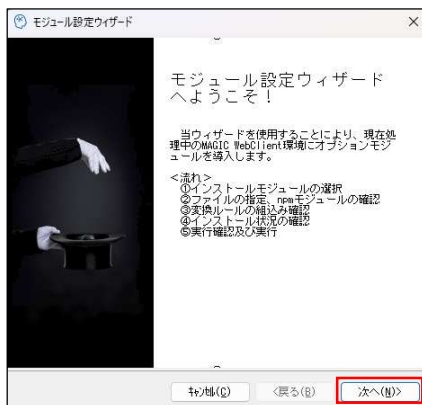 モジュール設定ウィザード
モジュール設定ウィザード
へようこそ！
当ウィザードを使用することにより、現在処
理中のMAGIC WebClient環境にオプションモジ
ュールを導入します。
<流れ>
①インストールモジュールの選択
②ファイルの指定、npmモジュールの確認
③変換ルールの組込み確認
④インストール状況の確認
⑤実行確認及び実行
ｷｬﾝｾﾙ(C) <戻る(B) 次へ(N)>